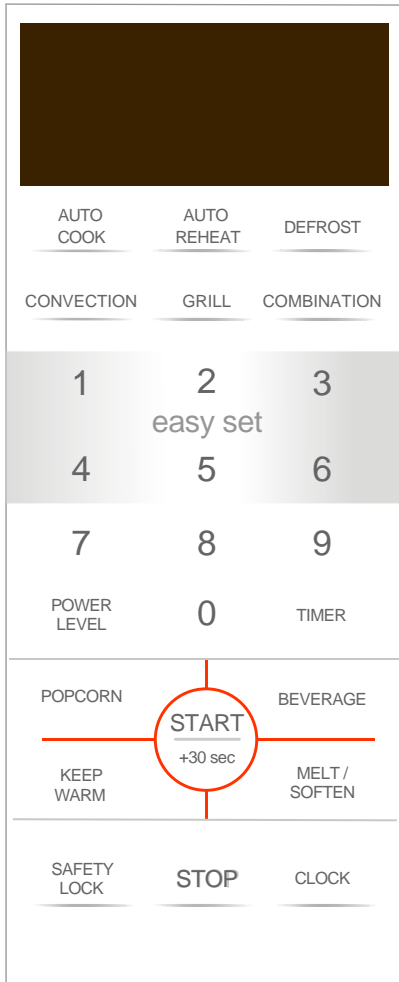 AUTO AUTO DEFROST
COOK REHEAT
CONVECTION GRILL COMBINATION
1 2 3
easy set
4 5 6
7 8 9
POWER 0 TIMER
LEVEL
POPCORN BEVERAGE
START
+30 sec
KEEP MELT /
WARM SOFTEN
SAFETY STOP CLOCK
LOCK